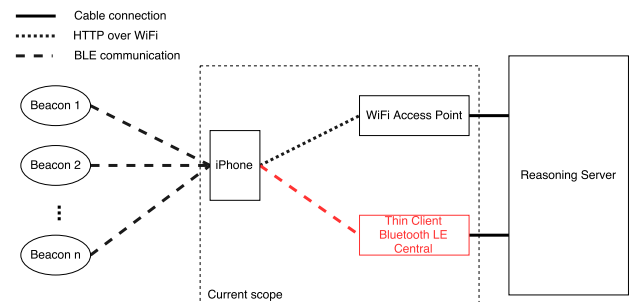 Cable connection
HTTP over WiFi
BLE communication
Beacon 1
Beacon 2
Beacon n
iPhone
WiFi Access Point
Thin Client
Bluetooth LE
Central
Reasoning Server
Current scope